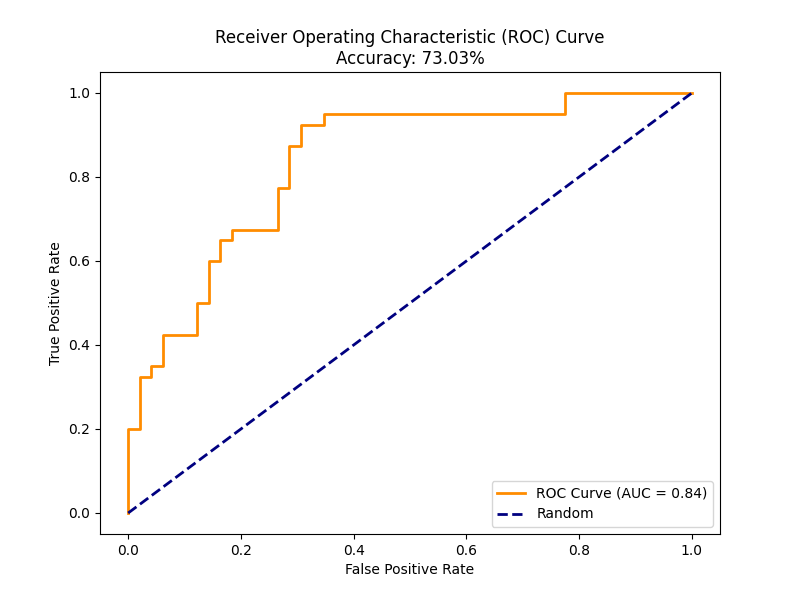 Receiver Operating Characteristic (ROC) Curve
Accuracy: 73.03%
True Positive Rate
1.0
0.8
0.6
0.4
0.2
0.0
ROC Curve (AUC = 0.84)
Random
0.0 0.2 0.4 0.6 0.8 1.0
False Positive Rate